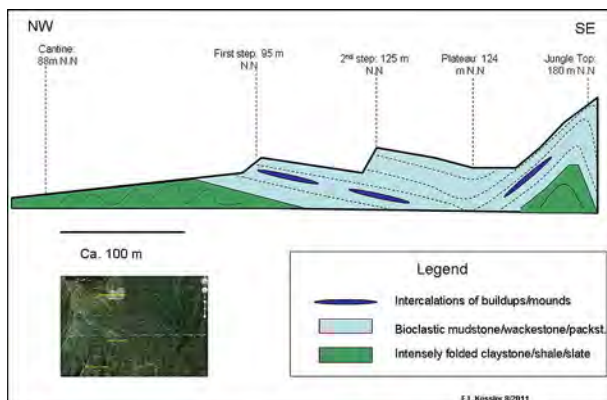 NW
SE
Cantine:
88m N.N
First step: 95 m
N.N
2nd step: 125 m
N.N
Plateau: 124
m N.N
Jungle Top:
180 m N.N
Ca. 100 m
Legend
Intercalations of buildups/mounds
Bioclastic mudstone/wackestone/packst.
Intensely folded claystone/shale/slate